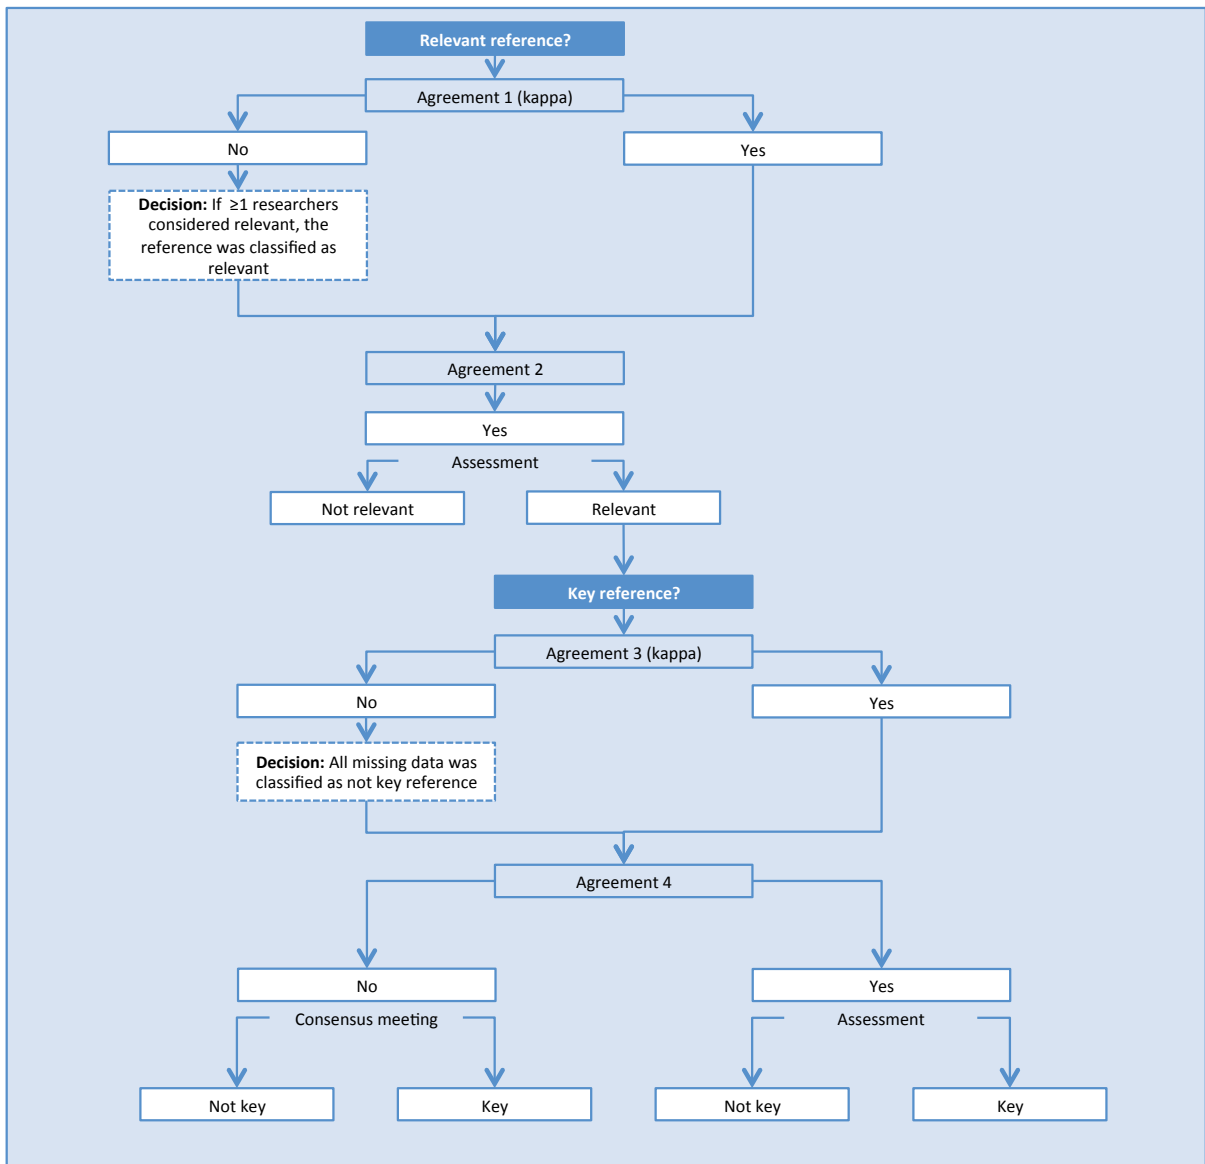 Relevant reference?
Agreement 1 (kappa)
No
Yes
Decision: If ≥1 researchers
considered relevant, the
reference was classified as
relevant
Agreement 2
Yes
Assessment
Not relevant
Relevant
Key reference?
Agreement 3 (kappa)
No
Yes
Decision: All missing data was
classified as not key reference
Agreement 4
No
Yes
Consensus meeting
Assessment
Not key
Key
Not key
Key